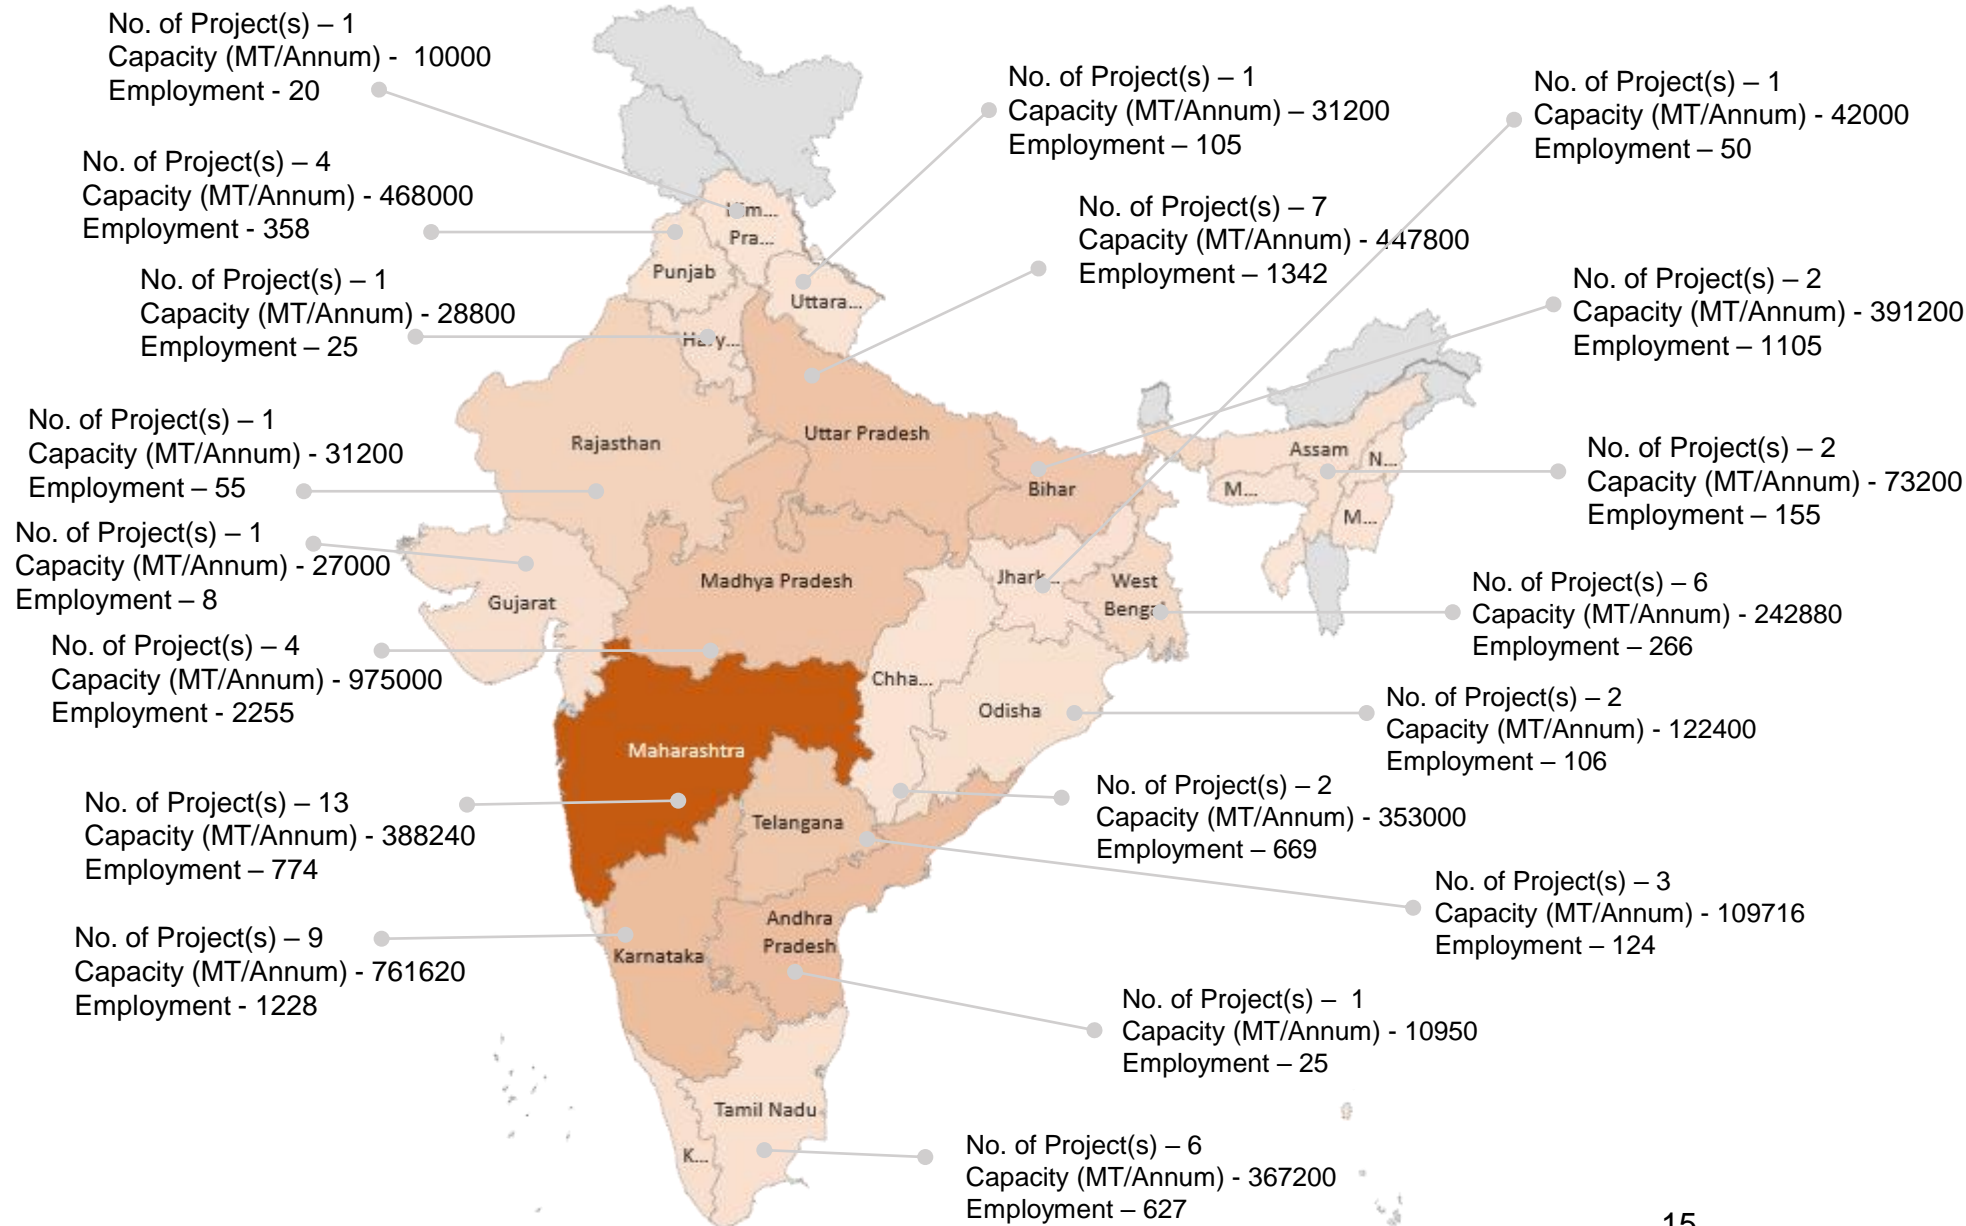 No. of Project(s) – 1
Capacity (MT/Annum) -  10000
Employment - 20
No. of Project(s) – 4
Capacity (MT/Annum) - 468000
Employment - 358
No. of Project(s) – 1
Capacity (MT/Annum) - 28800
Employment – 25
No. of Project(s) – 1
Capacity (MT/Annum) - 31200
Employment – 55
No. of Project(s) – 1
Capacity (MT/Annum) - 27000
Employment – 8
No. of Project(s) – 4
Capacity (MT/Annum) - 975000
Employment - 2255
No. of Project(s) – 13
Capacity (MT/Annum) - 388240
Employment – 774
No. of Project(s) – 9
Capacity (MT/Annum) - 761620
Employment - 1228
No. of Project(s) – 1
Capacity (MT/Annum) – 31200
Employment – 105
No. of Project(s) – 7
Capacity (MT/Annum) - 447800
Employment – 1342
No. of Project(s) – 1
Capacity (MT/Annum) - 42000
Employment – 50
No. of Project(s) – 2
Capacity (MT/Annum) - 391200
Employment – 1105
No. of Project(s) – 2
Capacity (MT/Annum) - 73200
Employment – 155
No. of Project(s) – 6
Capacity (MT/Annum) - 242880
Employment – 266
No. of Project(s) – 2
Capacity (MT/Annum) - 122400
Employment – 106
No. of Project(s) – 2
Capacity (MT/Annum) - 353000
Employment – 669
No. of Project(s) – 3
Capacity (MT/Annum) - 109716
Employment – 124
No. of Project(s) –  1
Capacity (MT/Annum) - 10950
Employment – 25
No. of Project(s) – 6
Capacity (MT/Annum) - 367200
Employment – 627
Him...
Pra...
Punjab
Uttara...
Hary...
Rajasthan
Uttar Pradesh
Bihar
Assam
N...
M...
M...
Gujarat
Madhya Pradesh
Jhark...
West
Bengal
Chha...
Odisha
Maharashtra
Telangana
Andhra
Pradesh
Karnataka
Tamil Nadu
K...
15